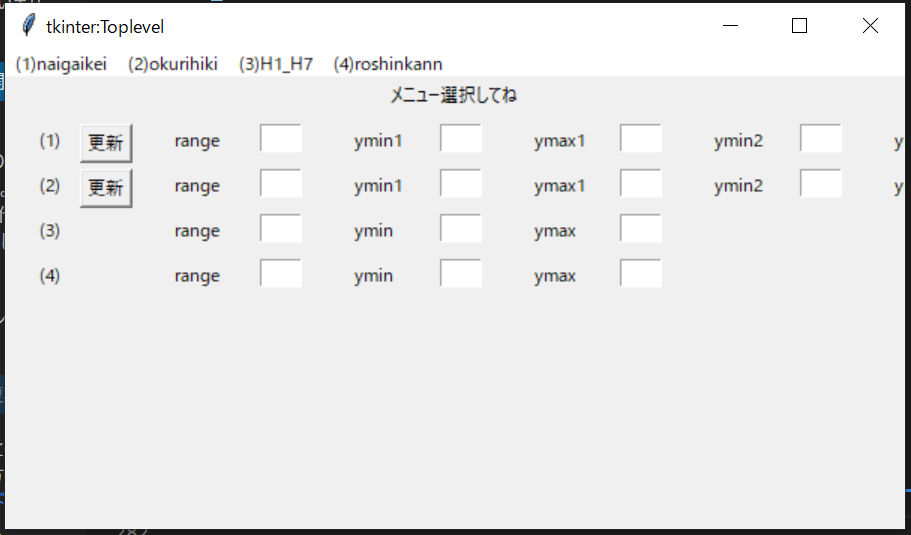 tkinter:Toplevel
(1)naigaikei (2)okurihiki (3)H1_H7 (4)roshinkann
メニュー選択してね
(1) 更新 range ymin1 ymax1 ymin2 y
(2) 更新 range ymin1 ymax1 ymin2 y
(3) range ymin ymax
(4) range ymin ymax